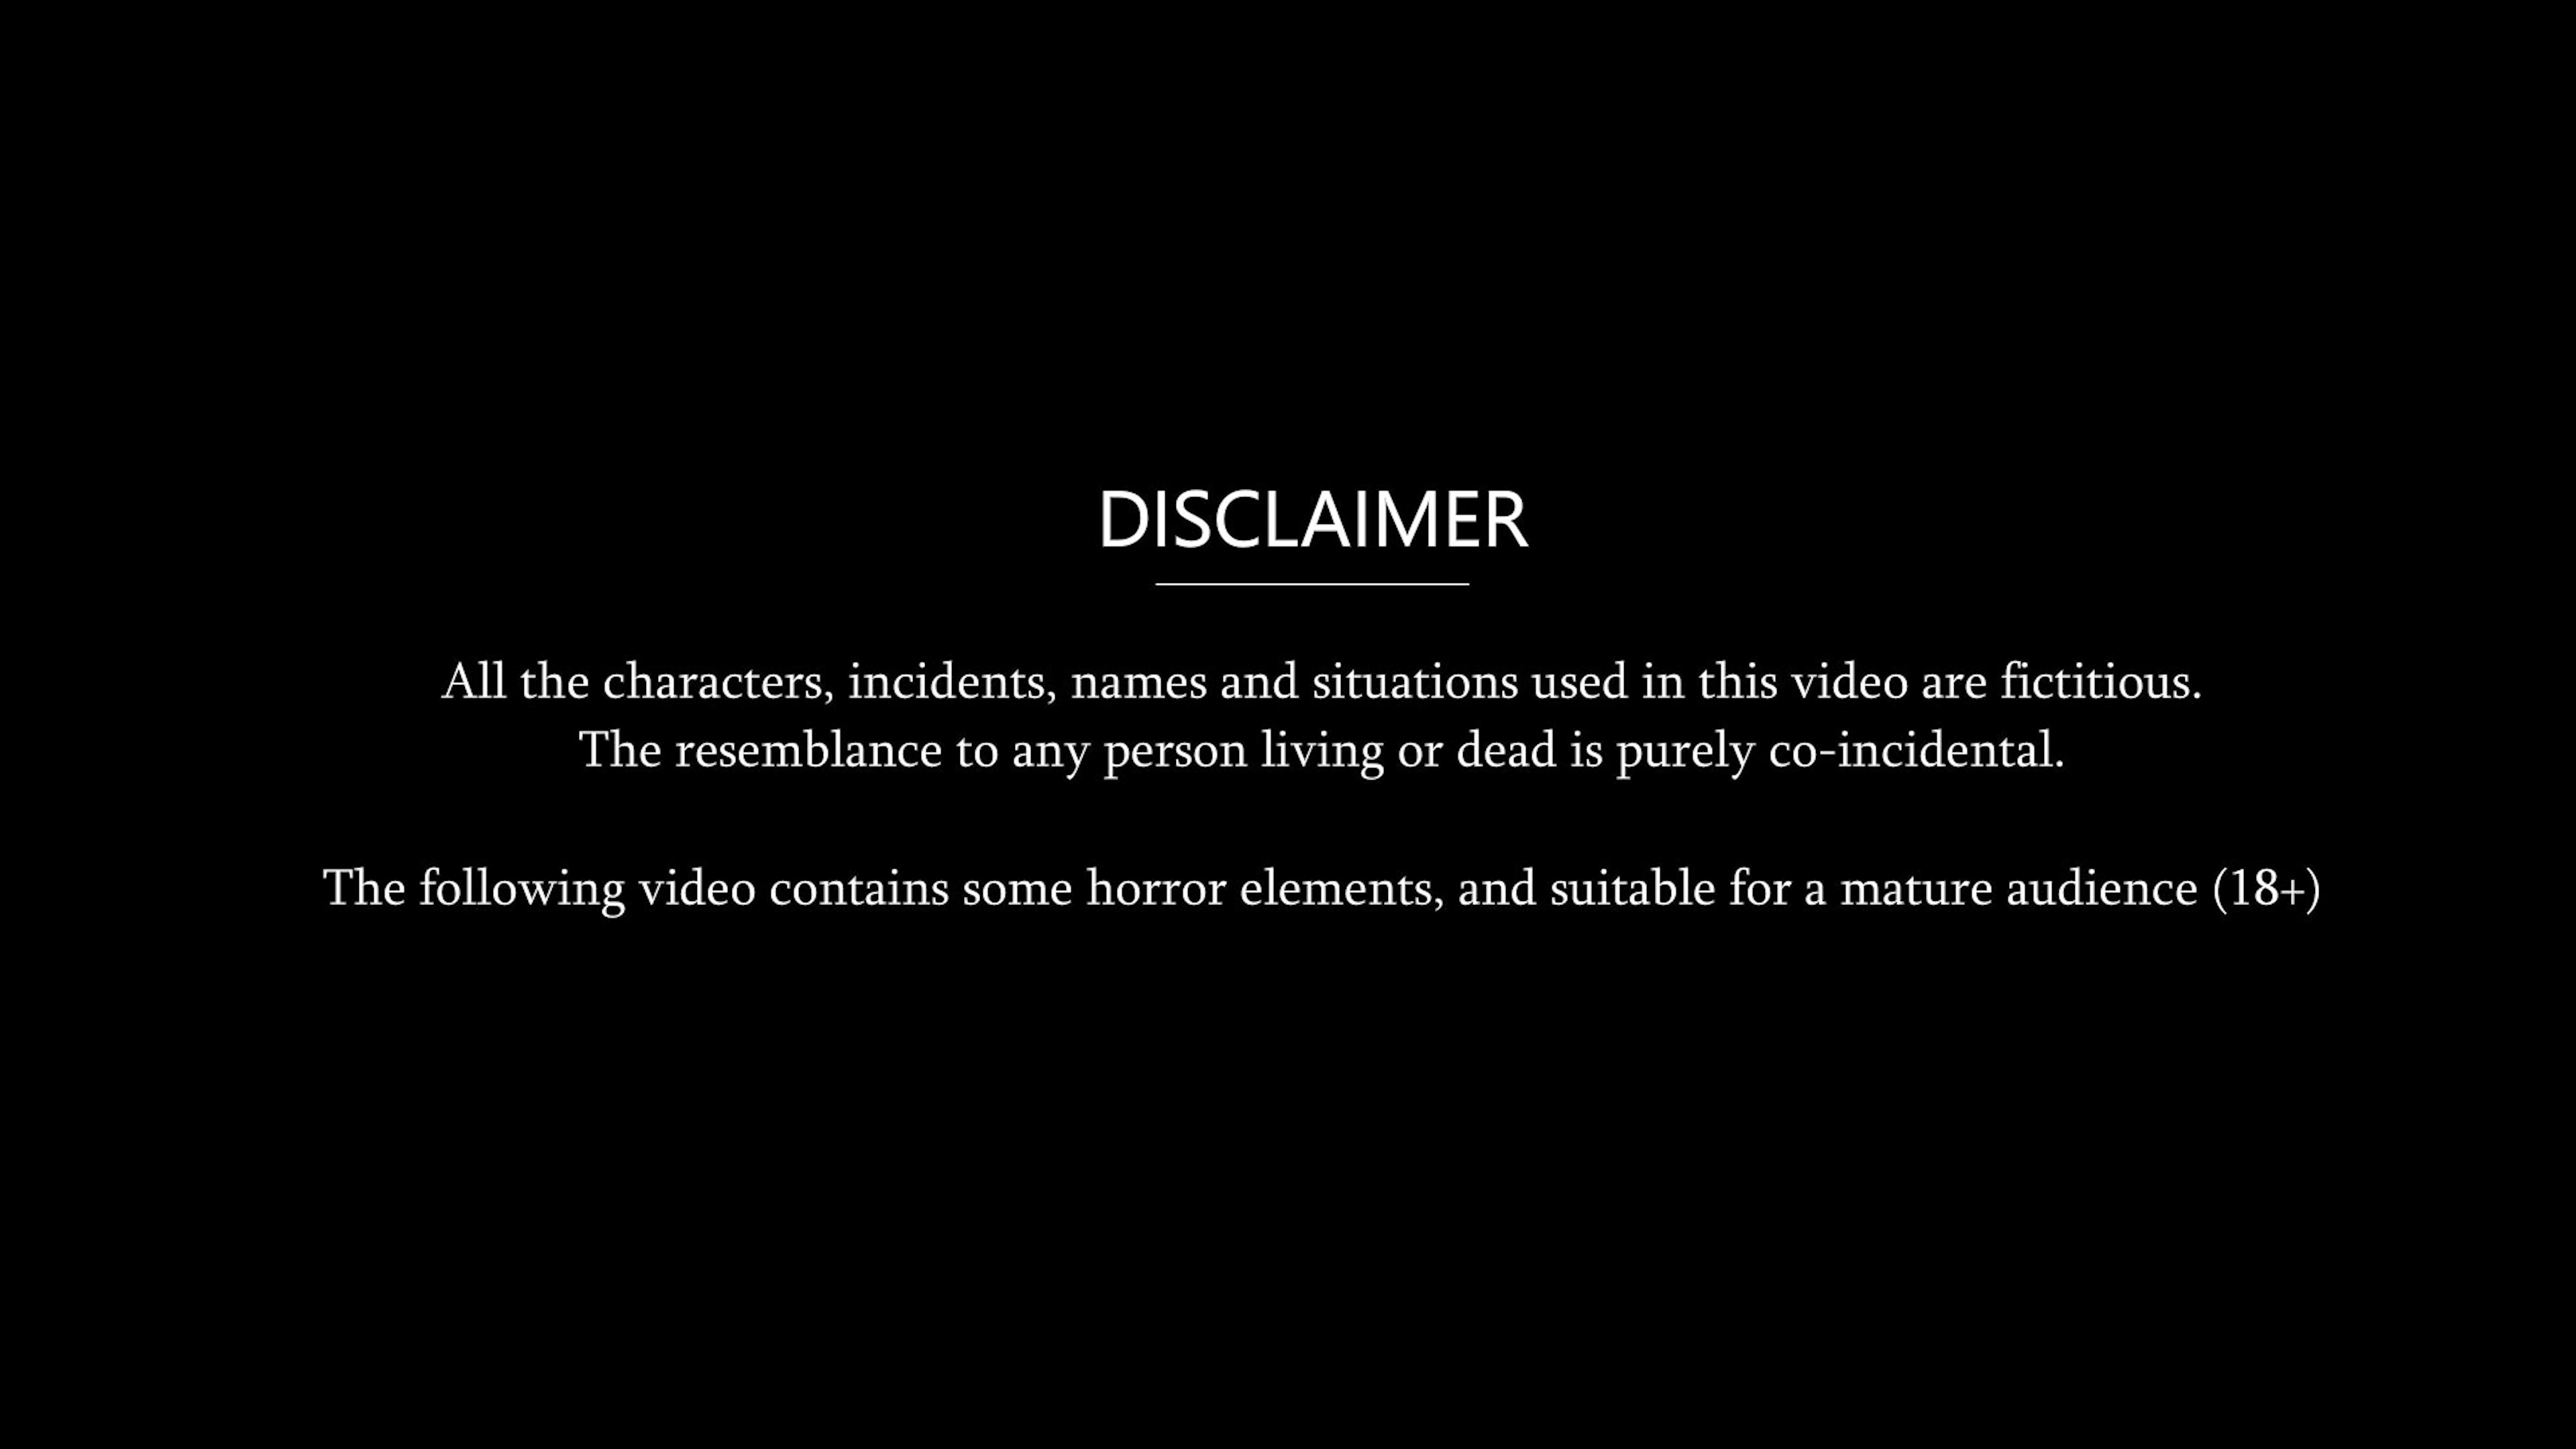 DISCLAIMER
All the characters, incidents, names and situations used in this video are fictitious.
The resemblance to any person living or dead is purely co-incidental.
The following video contains some horror elements, and suitable for a mature audience (18+)